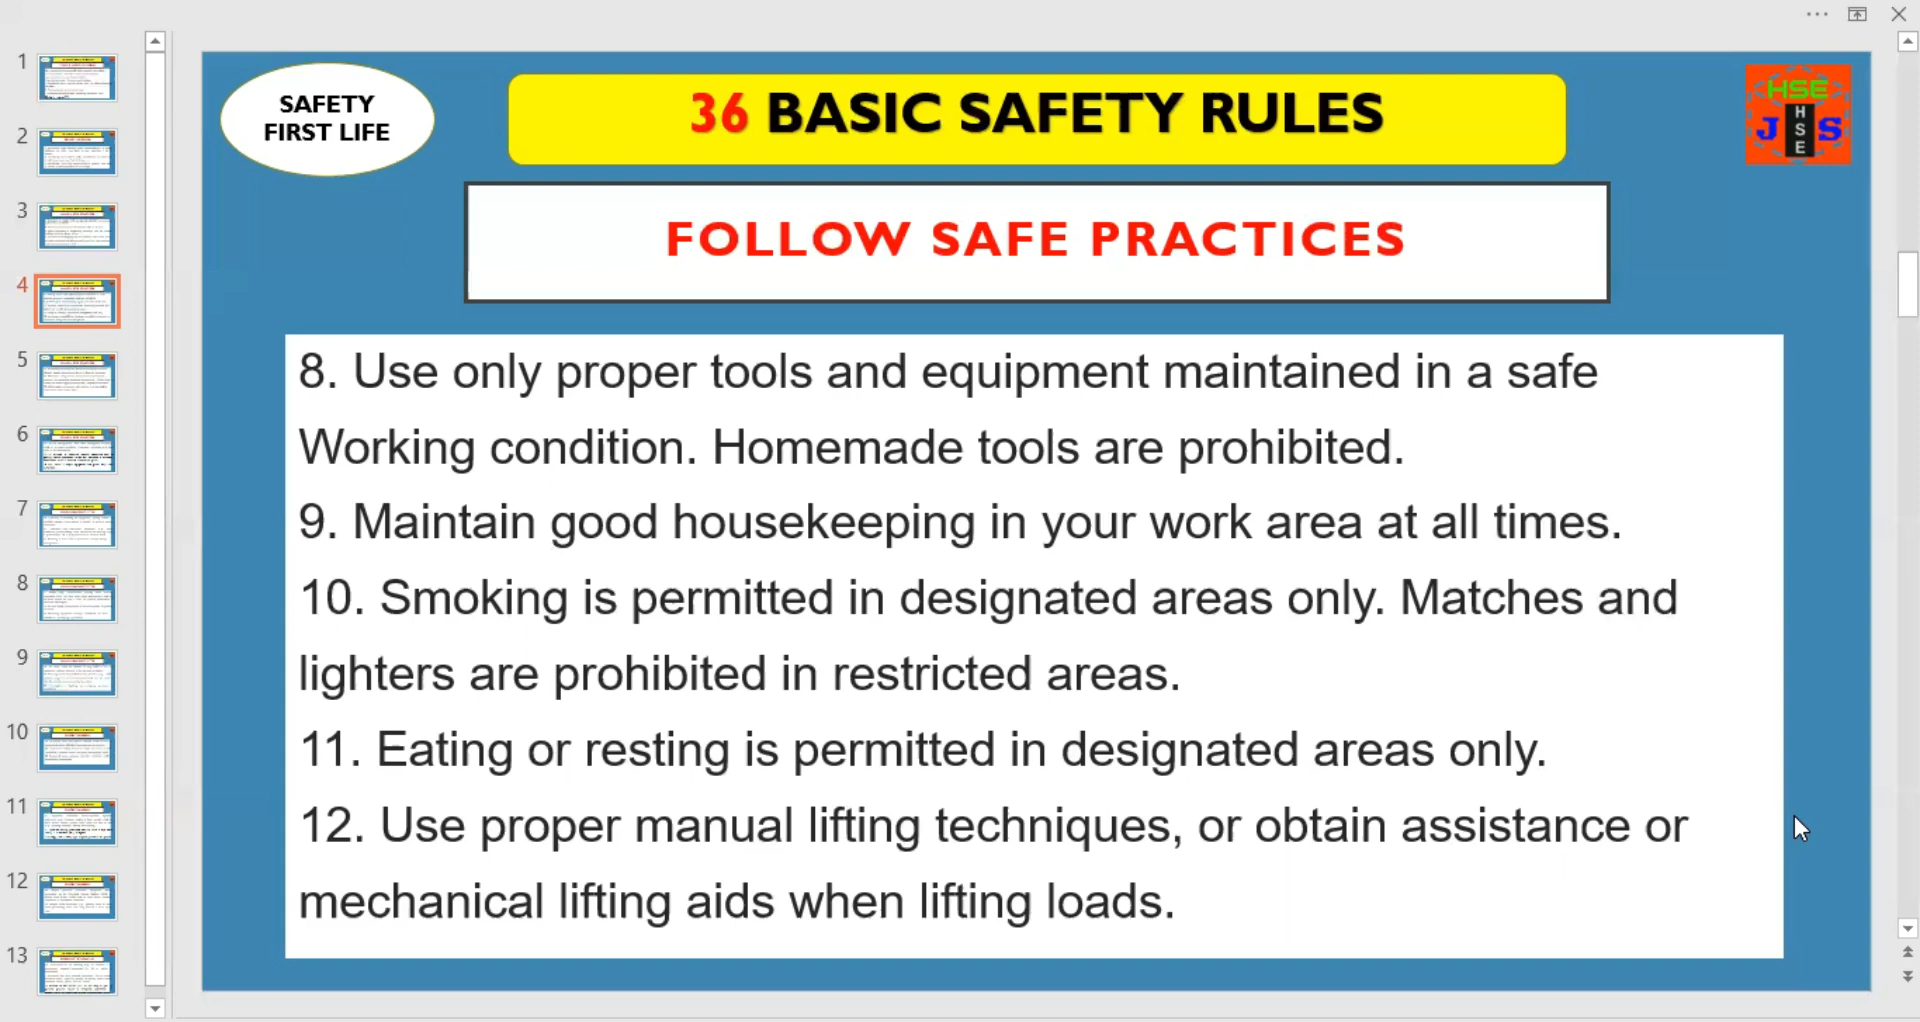 1
2
3
4
5
6
7
8
9
10
11
12
13
SAFETY
FIRST LIFE
36 BASIC SAFETY RULES
HSE
J H S
S
E
FOLLOW SAFE PRACTICES
8. Use only proper tools and equipment maintained in a safe
Working condition. Homemade tools are prohibited.
9. Maintain good housekeeping in your work area at all times.
10. Smoking is permitted in designated areas only. Matches and
lighters are prohibited in restricted areas.
11. Eating or resting is permitted in designated areas only.
12. Use proper manual lifting techniques, or obtain assistance or
mechanical lifting aids when lifting loads.